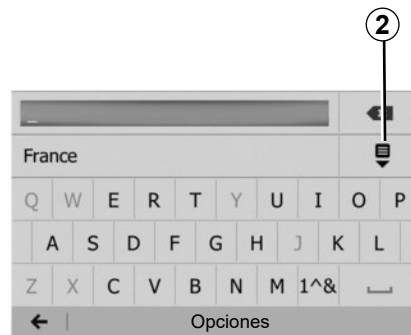 2
_
France
Q W E R T Y U I O P
A S D F G H J K L
Z X C V B N M 1^&
Opciones